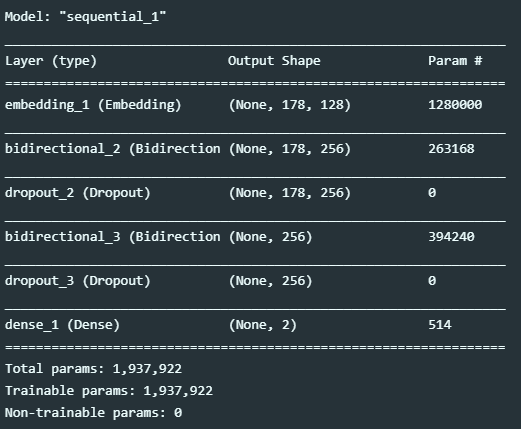 Model: "sequential_1"
Layer (type) Output Shape Param #
embedding_1 (Embedding) (None, 178, 128) 1280000
bidirectional_2 (Bidirection (None, 178, 256) 263168
dropout_2 (Dropout) (None, 178, 256) 0
bidirectional_3 (Bidirection (None, 256) 394240
dropout_3 (Dropout) (None, 256) 0
dense_1 (Dense) (None, 2) 514
Total params: 1,937,922
Trainable params: 1,937,922
Non-trainable params: 0